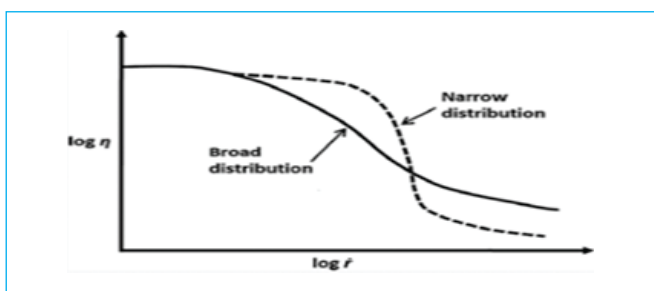 Narrow
distribution
log η
Broad
distribution
log ṙ